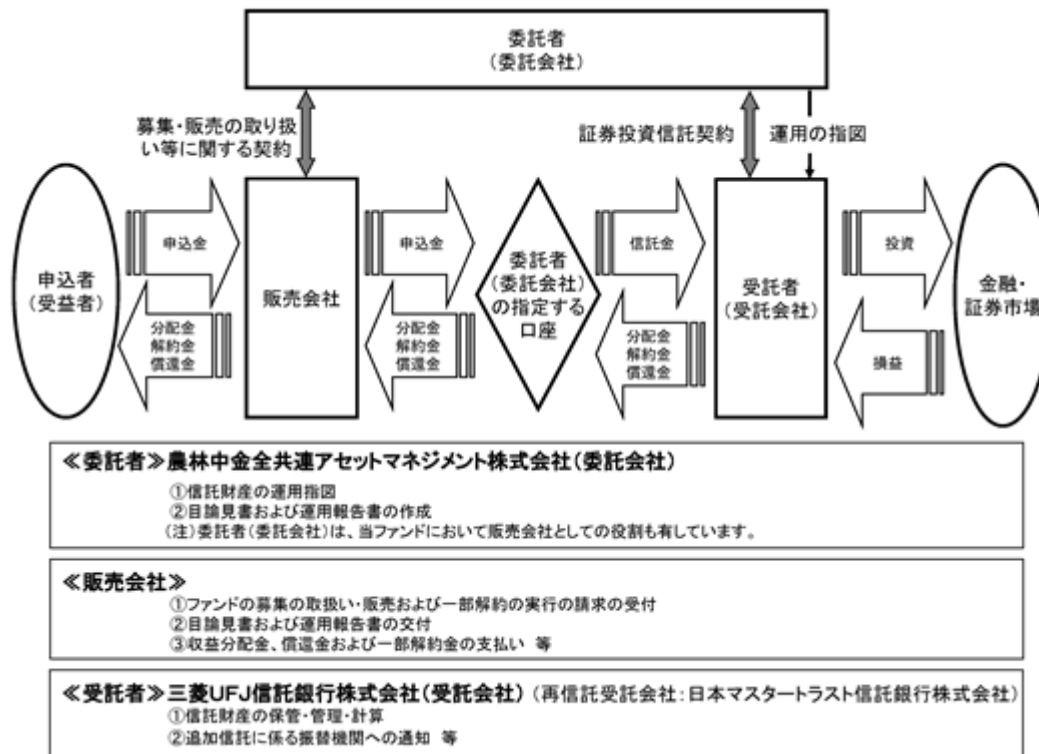 委託者
(委託会社)
募集・販売の取り扱
い等に関する契約
証券投資信託契約
運用の指図
申込者
(受益者)
申込金
分配金
解約金
償還金
販売会社
申込金
分配金
解約金
償還金
委託者
(委託会社)
の指定する
口座
信託金
分配金
解約金
償還金
受託者
(受託会社)
投資
損益
金融・
証券市場
≪委託者≫農林中金全共連アセットマネジメント株式会社(委託会社)
①信託財産の運用指図
②目論見書および運用報告書の作成
(注)委託者(委託会社)は、当ファンドにおいて販売会社としての役割も有しています。
≪販売会社≫
①ファンドの募集の取扱い・販売および一部解約の実行の請求の受付
②目論見書および運用報告書の交付
③収益分配金、償還金および一部解約金の支払い 等
≪受託者≫三菱UFJ信託銀行株式会社(受託会社) (再信託受託会社:日本マスタートラスト信託銀行株式会社)
①信託財産の保管・管理・計算
②追加信託に係る振替機関への通知 等